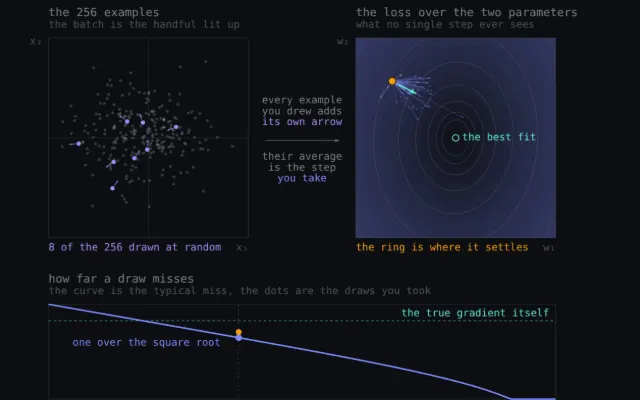 the 256 examples
the batch is the handful lit up
x₂
every example
you drew adds
its own arrow
their average
is the step
you take
8 of the 256 drawn at random
x₁
the loss over the two parameters
what no single step ever sees
w₂
the best fit
the ring is where it settles
w₁
how far a draw misses
the curve is the typical miss, the dots are the draws you took
the true gradient itself
one over the square root